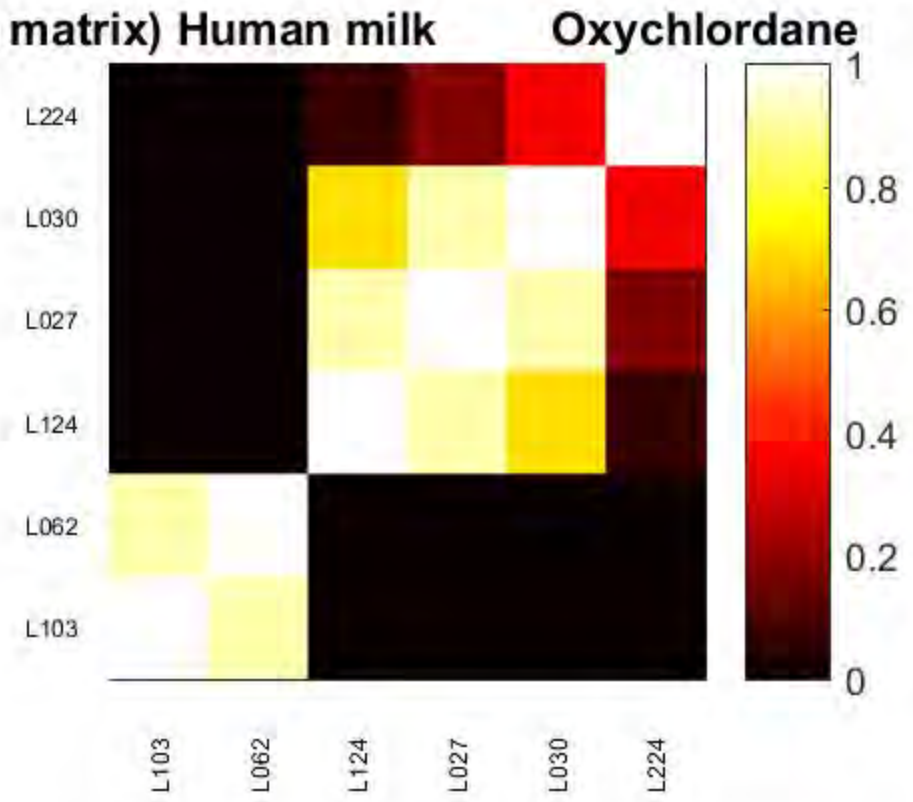 matrix) Human milk Oxychlordane
L224
L030
L027
L124
L062
L103
1
0.8
0.6
0.4
0.2
0
L103 L062 L124 L027 L030 L224